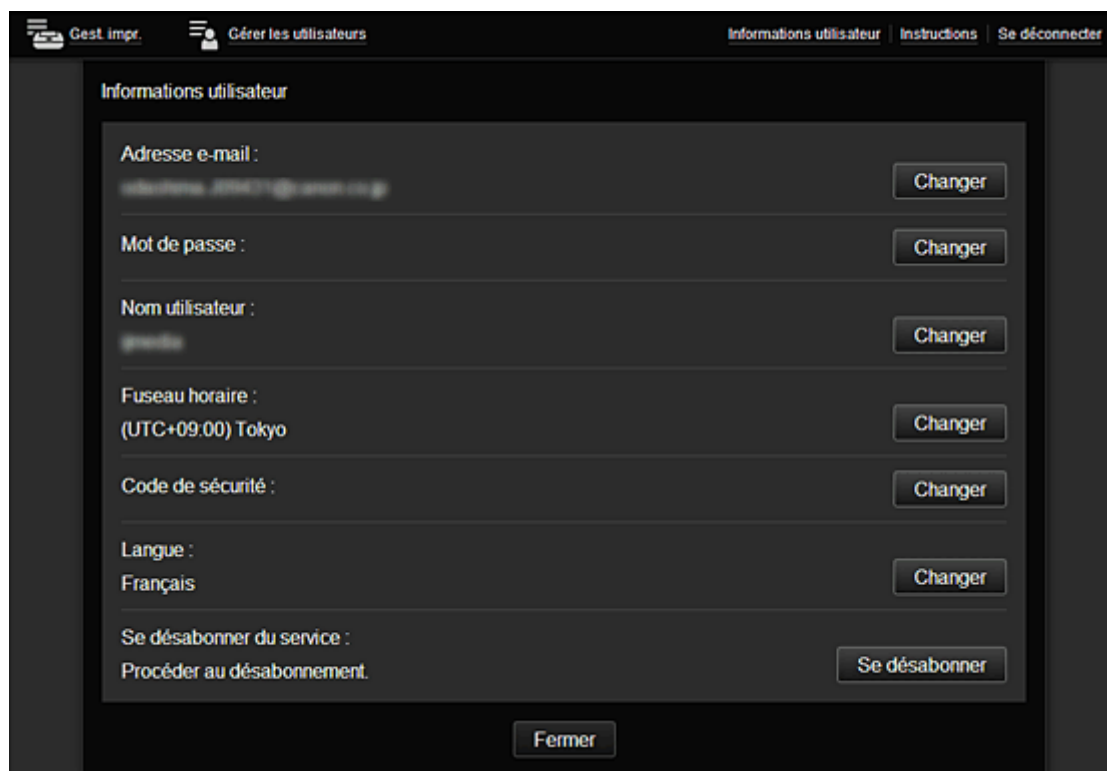 Gest. impr.
Gérer les utilisateurs
Informations utilisateur
Instructions
Se déconnecter
Informations utilisateur
Adresse e-mail :
Changer
Mot de passe :
Changer
Nom utilisateur :
Changer
Fuseau horaire :
(UTC+09:00) Tokyo
Changer
Code de sécurité :
Changer
Langue :
Français
Changer
Se désabonner du service :
Procéder au désabonnement.
Se désabonner
Fermer